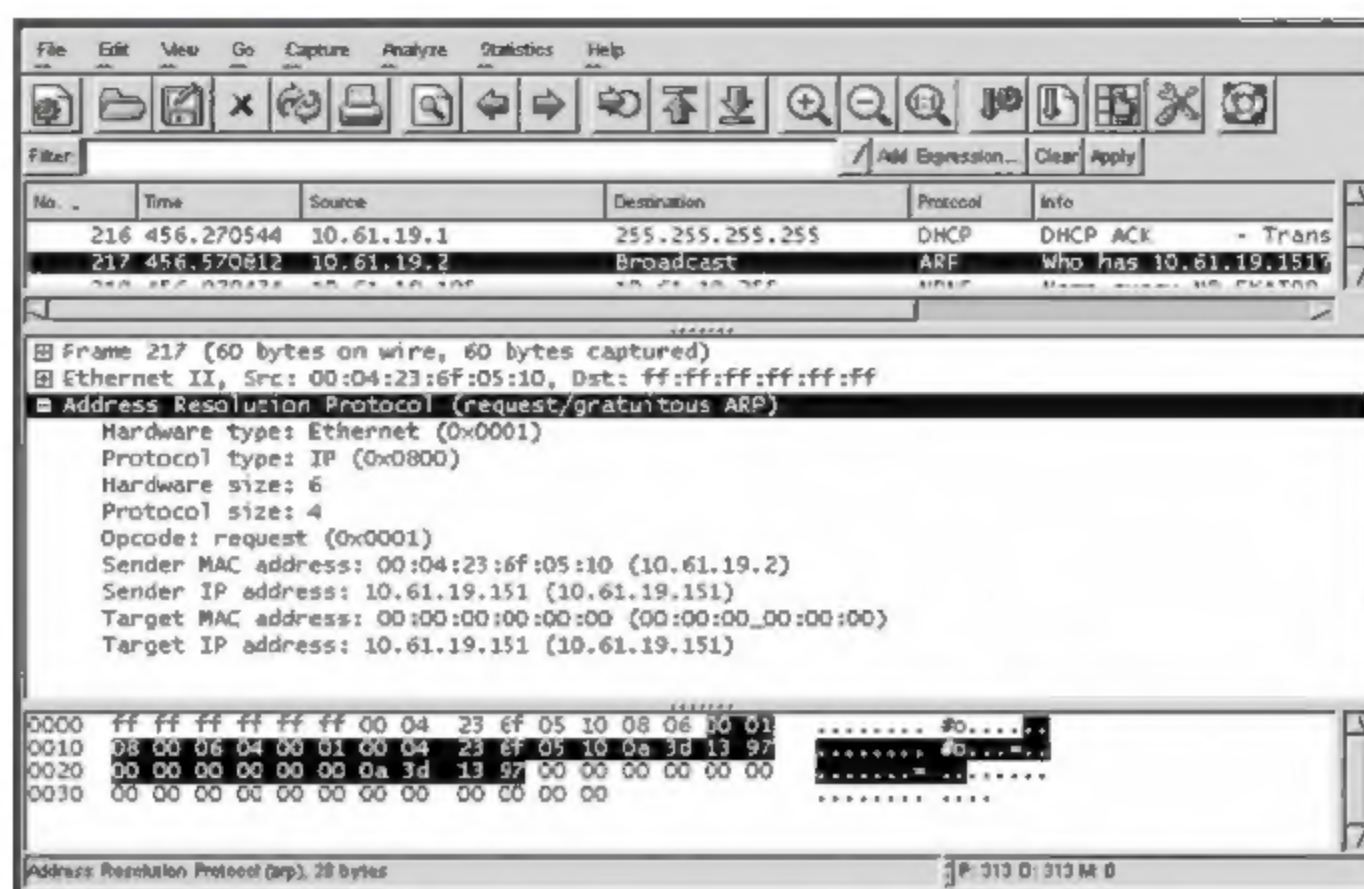 File Edit View Go Capture Analyze Statistics Help
Filter: Add Expression... Clear Apply
No. . Time Source Destination Protocol Info
216 456.270544 10.61.19.1 255.255.255.255 DHCP DHCP ACK - Trans
217 456.570812 10.61.19.2 Broadcast ARP Who has 10.61.19.151?
Frame 217 (60 bytes on wire, 60 bytes captured)
Ethernet II, Src: 00:04:23:6f:05:10, Dst: ff:ff:ff:ff:ff:ff
Address Resolution Protocol (request/gratuitous ARP)
Hardware type: Ethernet (0x0001)
Protocol type: IP (0x0800)
Hardware size: 6
Protocol size: 4
Opcode: request (0x0001)
Sender MAC address: 00:04:23:6f:05:10 (10.61.19.2)
Sender IP address: 10.61.19.151 (10.61.19.151)
Target MAC address: 00:00:00:00:00:00 (00:00:00_00:00:00)
Target IP address: 10.61.19.151 (10.61.19.151)
0000 ff ff ff ff ff ff 00 04 23 6f 05 10 08 06 00 01 ........ #o......
0010 08 00 06 04 00 01 00 04 23 6f 05 10 0a 3d 13 97 ........ #o...=..
0020 00 00 00 00 00 00 0a 3d 13 97 00 00 00 00 00 00 .......= ........
0030 00 00 00 00 00 00 00 00 00 00 00 00 ........ ....
Address Resolution Protocol (arp), 28 bytes P: 313 D: 313 M: 0